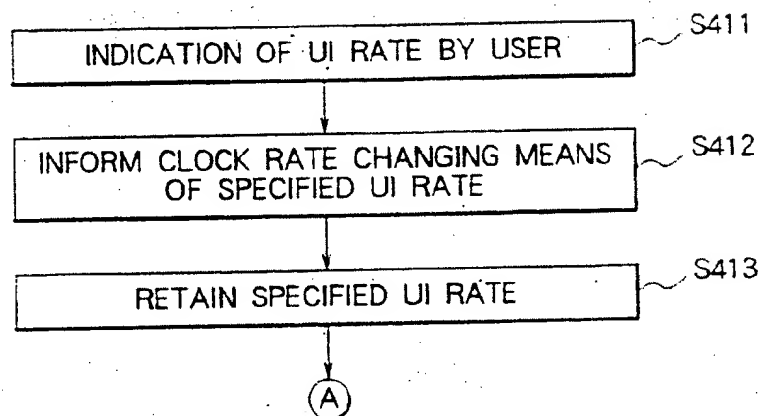 INDICATION OF UI RATE BY USER
S411
INFORM CLOCK RATE CHANGING MEANS
OF SPECIFIED UI RATE
S412
RETAIN SPECIFIED UI RATE
S413
A